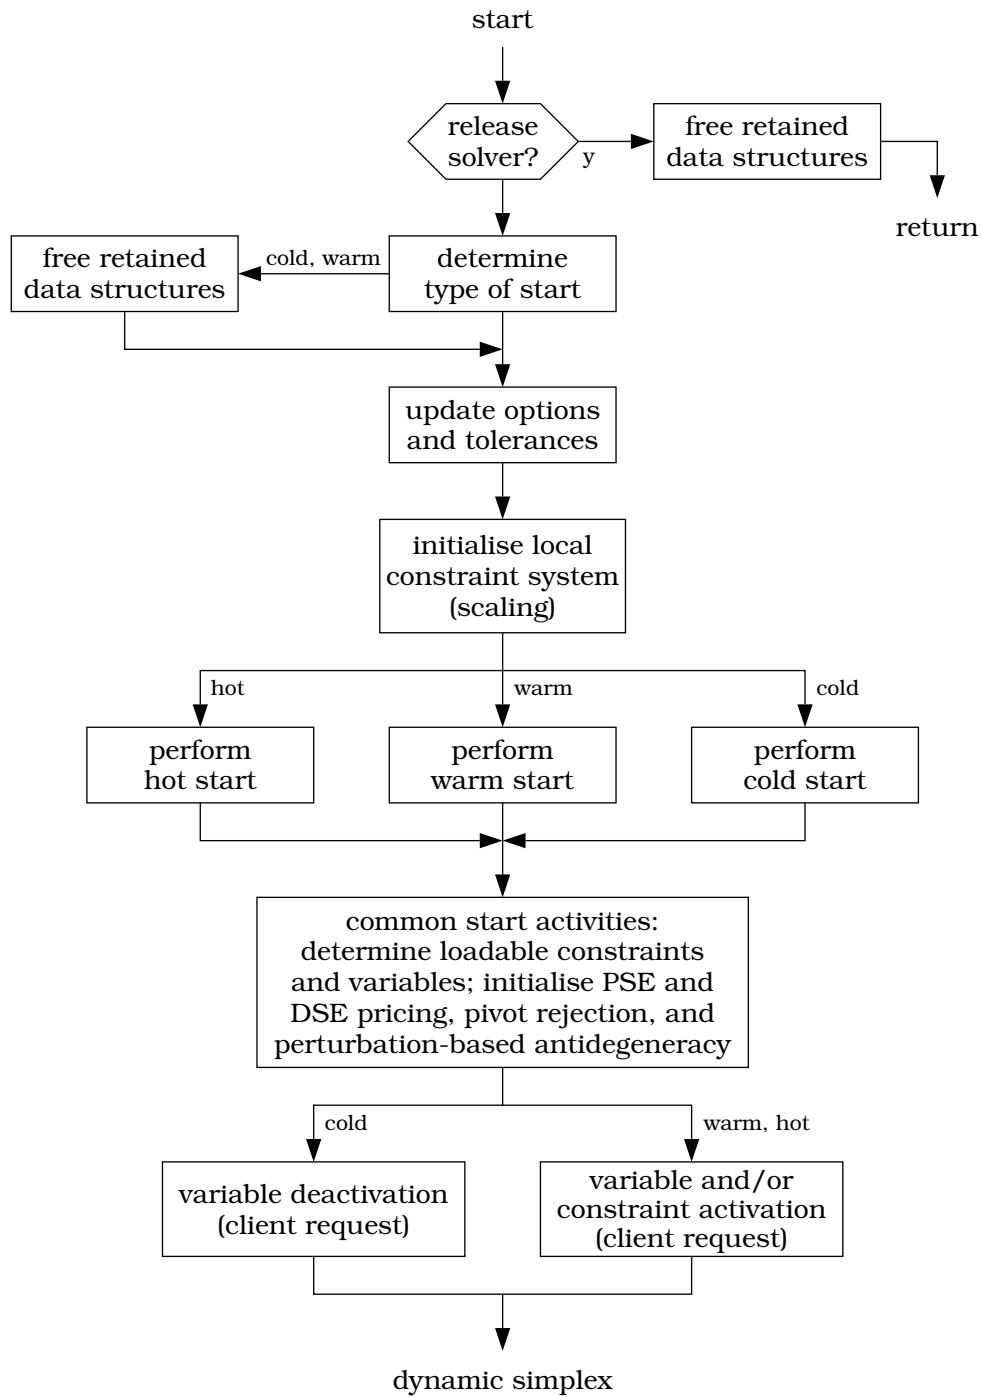 start
release
solver?
y
free retained
data structures
return
free retained
data structures
cold, warm
determine
type of start
update options
and tolerances
initialise local
constraint system
(scaling)
hot
warm
cold
perform
hot start
perform
warm start
perform
cold start
common start activities:
determine loadable constraints
and variables; initialise PSE and
DSE pricing, pivot rejection, and
perturbation-based antidegeneracy
cold
warm, hot
variable deactivation
(client request)
variable and/or
constraint activation
(client request)
dynamic simplex